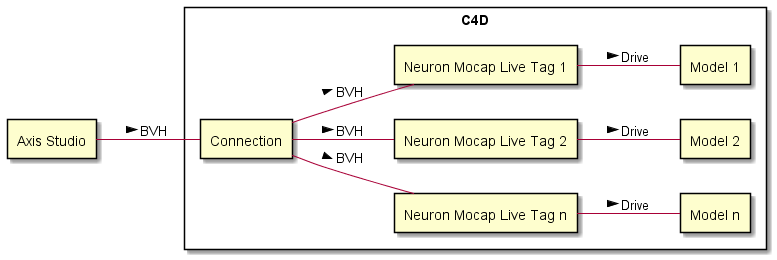 C4D
Neuron Mocap Live Tag 1
Drive
Model 1
BVH
Axis Studio
BVH
Connection
BVH
Neuron Mocap Live Tag 2
Drive
Model 2
BVH
Neuron Mocap Live Tag n
Drive
Model n